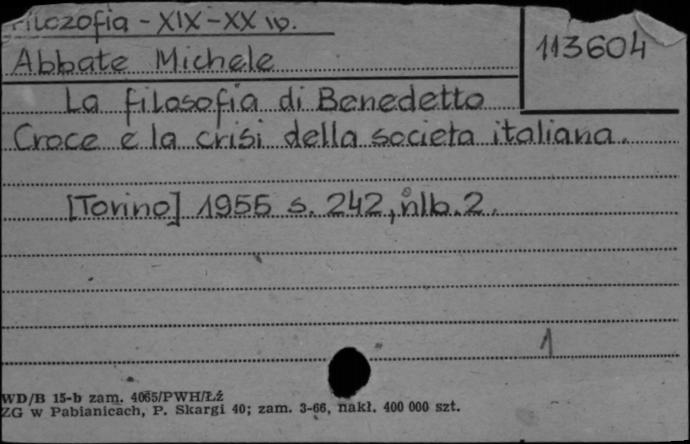 Filozofia - XIX-XX w.
113604
Abbate Michele
La filosofia di Benedetto
Croce e la crisi della societa italiana.
[Torino] 1955 s. 242, nlb. 2.
1
WD/B 15-b zam. 4065/PWH/Łź
ZG w Pabianicach, P. Skargi 40; zam. 3-66, nakł. 400 000 szt.